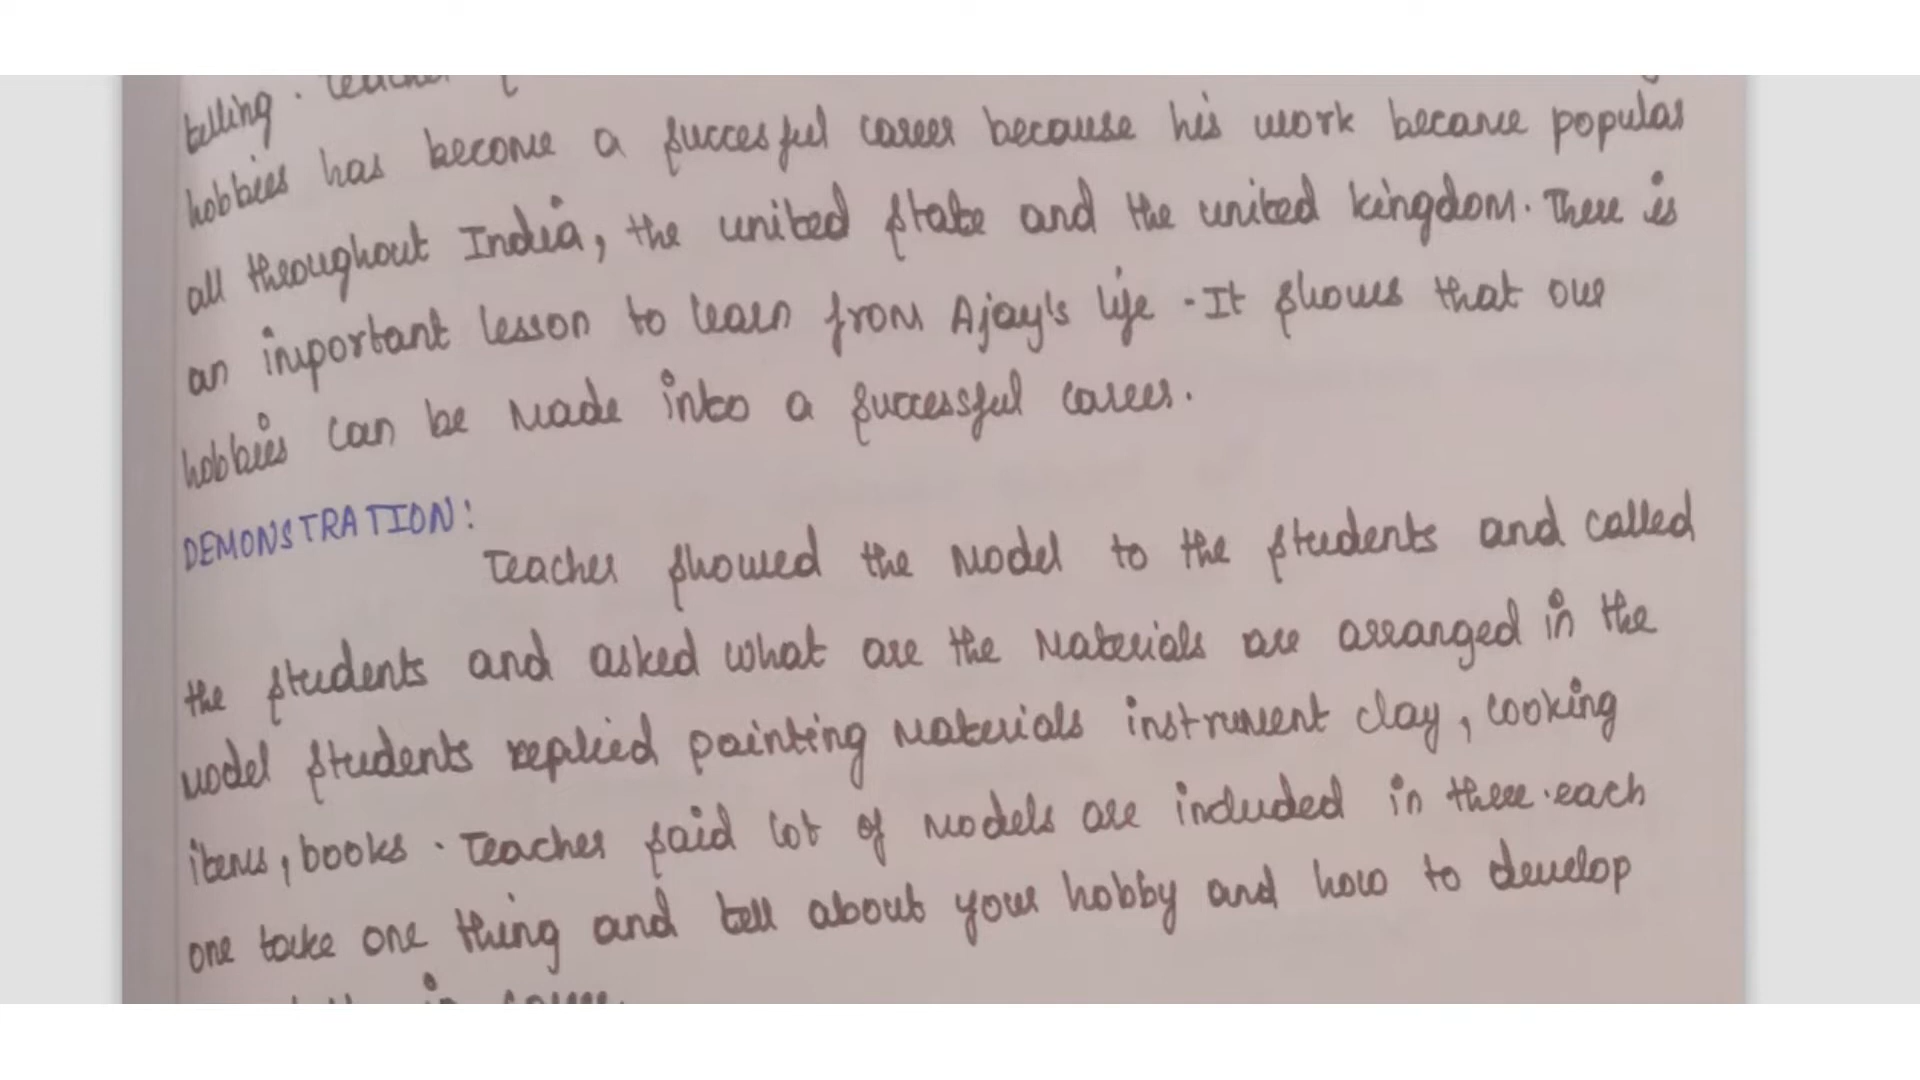 telling. teacher
hobbies has become a succesful career because his work became popular
all throughout India, the united state and the united kingdom. There is
an important lesson to learn from Ajay's life. It shows that our
hobbies can be made into a successful career.
DEMONSTRATION:
Teacher showed the model to the students and called
the students and asked what are the materials are arranged in the
model students replied painting materials instrument clay, cooking
items, books. Teacher said lot of models are included in there. each
one take one thing and tell about your hobby and how to develop